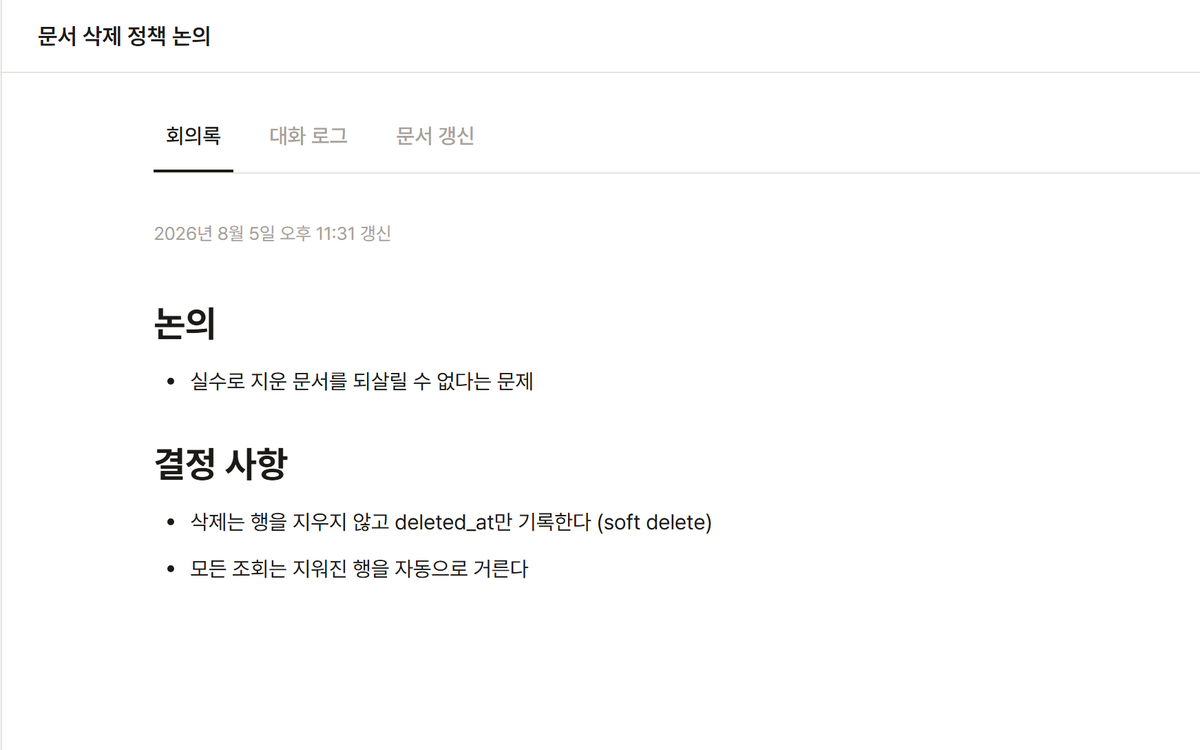 문서 삭제 정책 논의
회의록 대화 로그 문서 갱신
2026년 8월 5일 오후 11:31 갱신
논의
• 실수로 지운 문서를 되살릴 수 없다는 문제
결정 사항
• 삭제는 행을 지우지 않고 deleted_at만 기록한다 (soft delete)
• 모든 조회는 지워진 행을 자동으로 거른다